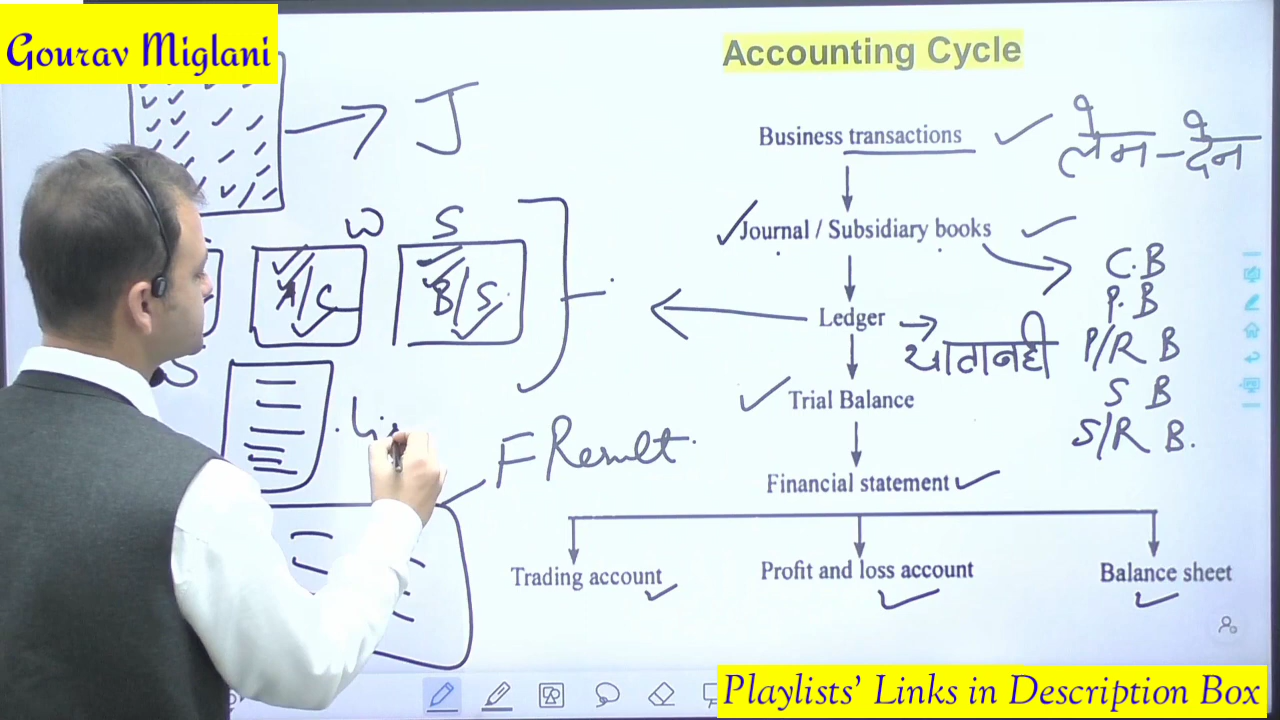 Gourav Miglani
Accounting Cycle
J
Business transactions
लेन-देन
Journal / Subsidiary books
W
S
A/C
B/S
C.B
P.B
P/R B
S B
S/R B.
Ledger
खातानही
Trial Balance
S
F Result
Financial statement
Trading account
Profit and loss account
Balance sheet
Playlists' Links in Description Box